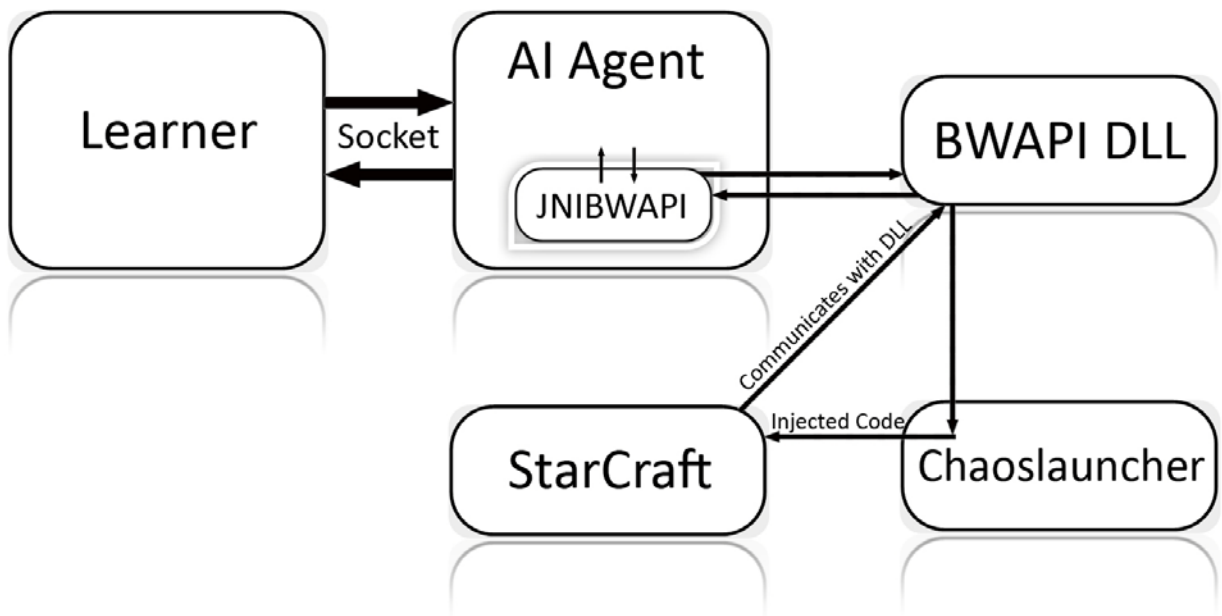 Learner
Socket
AI Agent
JNIBWAPI
BWAPI DLL
Communicates with DLL
StarCraft
Injected Code
Chaoslauncher